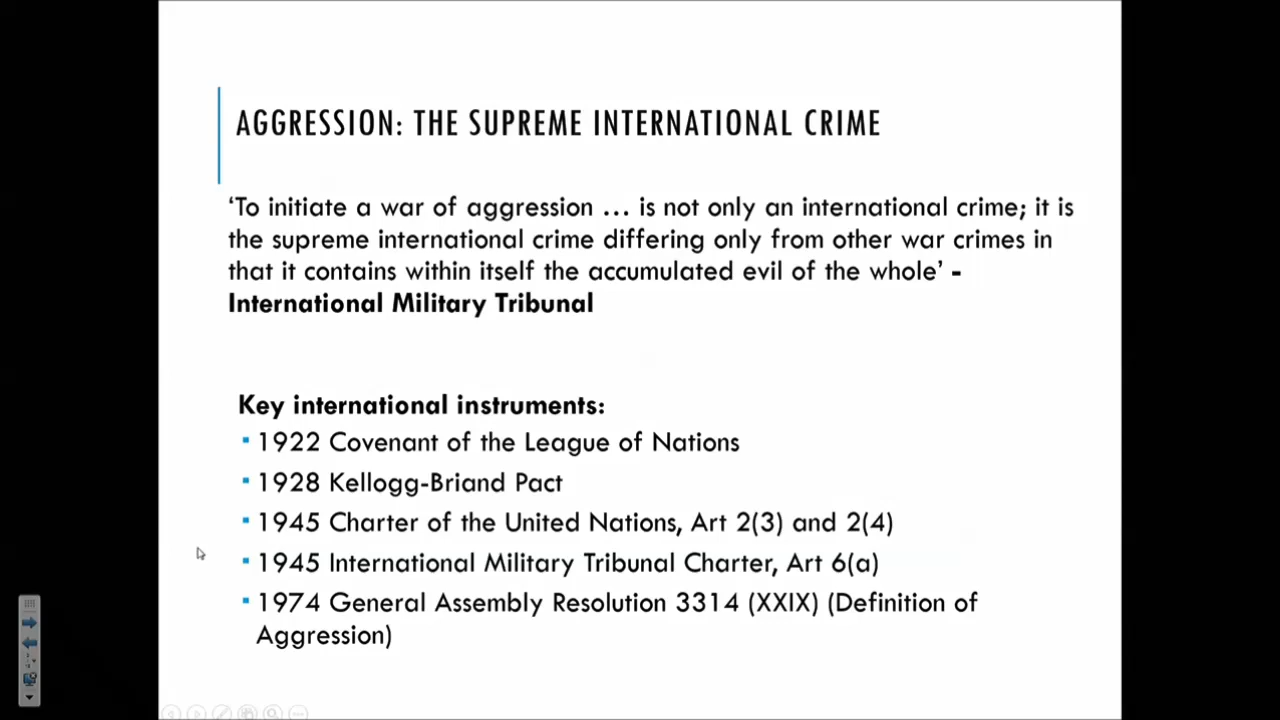 AGGRESSION: THE SUPREME INTERNATIONAL CRIME
‘To initiate a war of aggression … is not only an international crime; it is
the supreme international crime differing only from other war crimes in
that it contains within itself the accumulated evil of the whole’ -
International Military Tribunal
Key international instruments:
▪ 1922 Covenant of the League of Nations
▪ 1928 Kellogg-Briand Pact
▪ 1945 Charter of the United Nations, Art 2(3) and 2(4)
▪ 1945 International Military Tribunal Charter, Art 6(a)
▪ 1974 General Assembly Resolution 3314 (XXIX) (Definition of
Aggression)